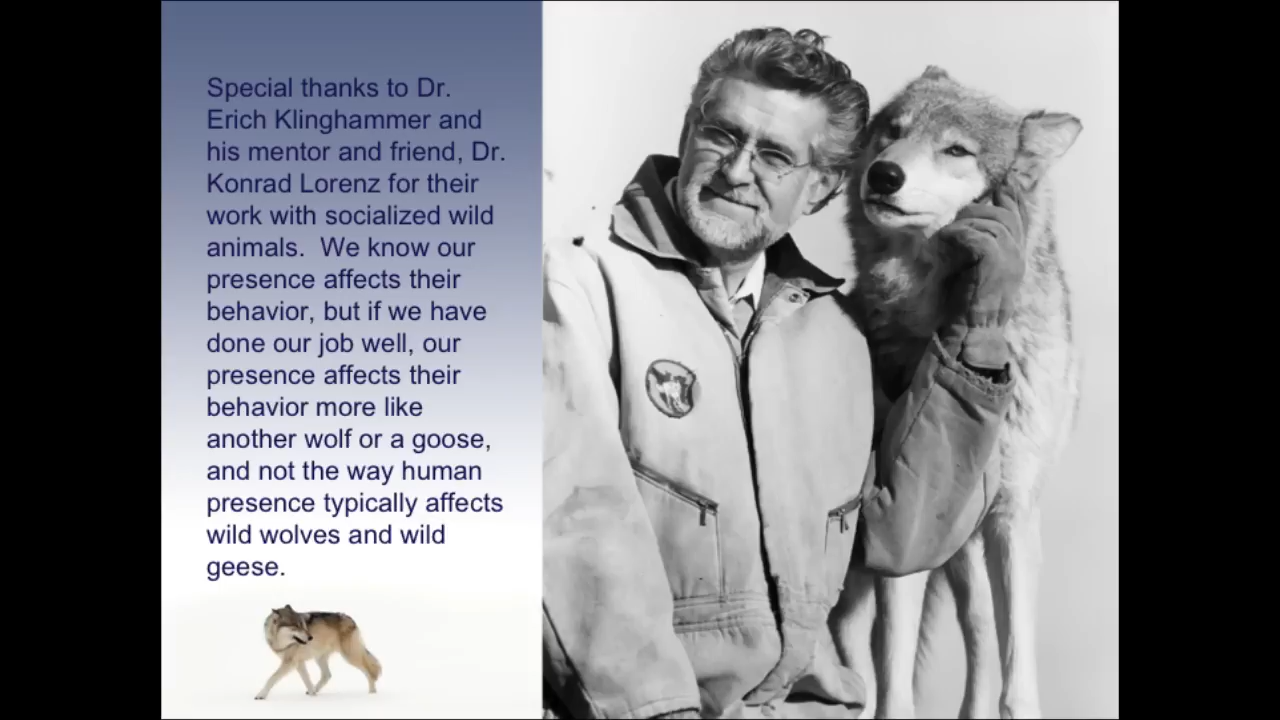 Special thanks to Dr.
Erich Klinghammer and
his mentor and friend, Dr.
Konrad Lorenz for their
work with socialized wild
animals.  We know our
presence affects their
behavior, but if we have
done our job well, our
presence affects their
behavior more like
another wolf or a goose,
and not the way human
presence typically affects
wild wolves and wild
geese.